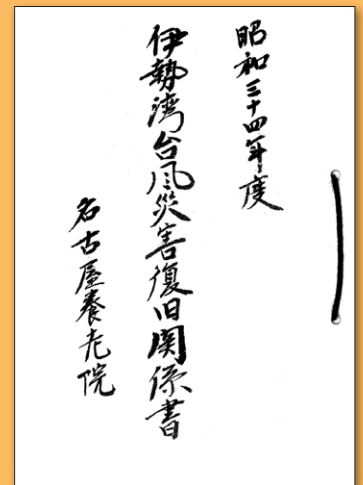 昭和三十四年度
伊勢湾台风災害復旧関係書
名古屋養老院